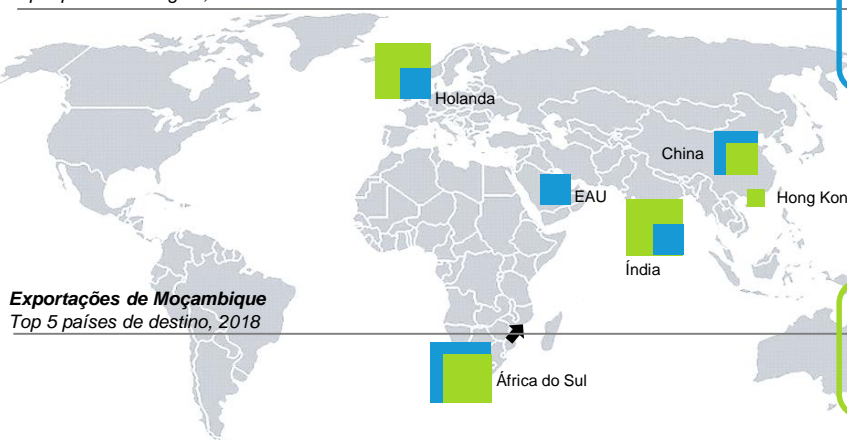 Holanda
China
EAU
Hong Kon
Índia
Exportações de Moçambique
Top 5 países de destino, 2018
África do Sul